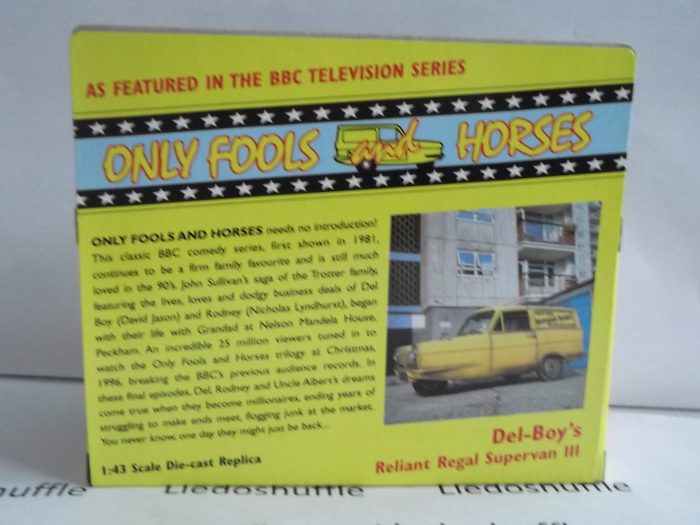 AS FEATURED IN THE BBC TELEVISION SERIES
ONLY FOOLS and HORSES
ONLY FOOLS AND HORSES needs no introduction!
This classic BBC comedy series, first shown in 1981,
continues to be a firm family favourite and is still much
loved in the 90's. John Sullivan's saga of the Trotter family,
featuring the lives, loves and dodgy business deals of Del
Boy (David Jason) and Rodney (Nicholas Lyndhurst), began
with their life with Grandad at Nelson Mandela House,
Peckham. An incredible 25 million viewers tuned in to
watch the Only Fools and Horses trilogy at Christmas,
1996, breaking the BBC's previous audience records. In
these final episodes, Del, Rodney and Uncle Albert's dreams
come true when they become millionaires, ending years of
struggling to make ends meet, flogging junk at the market.
You never know, one day they might just be back...
Del-Boy's
Reliant Regal Supervan III
1:43 Scale Die-cast Replica
shuffle Lledoshuffle Lledoshuffle